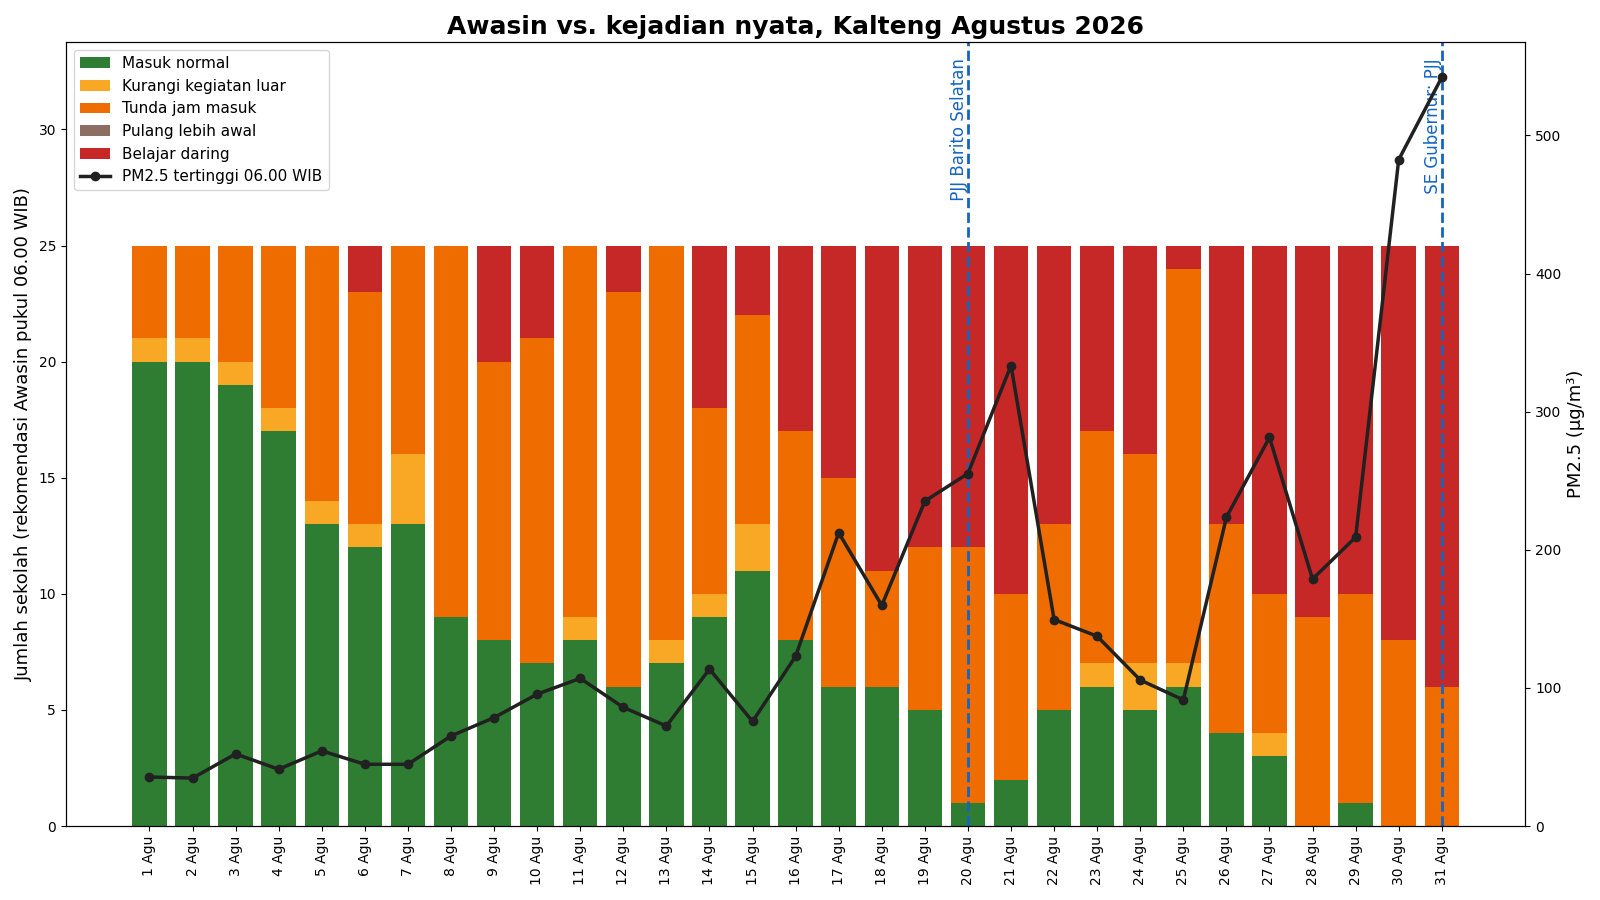 Awasin vs. kejadian nyata, Kalteng Agustus 2026
Masuk normal
Kurangi kegiatan luar
Tunda jam masuk
Pulang lebih awal
Belajar daring
PM2.5 tertinggi 06.00 WIB
PJJ Barito Selatan
SE Gubernur: PJJ
Jumlah sekolah (rekomendasi Awasin pukul 06.00 WIB)
30
25
20
15
10
5
0
PM2.5 (µg/m³)
500
400
300
200
100
0
1 Agu
2 Agu
3 Agu
4 Agu
5 Agu
6 Agu
7 Agu
8 Agu
9 Agu
10 Agu
11 Agu
12 Agu
13 Agu
14 Agu
15 Agu
16 Agu
17 Agu
18 Agu
19 Agu
20 Agu
21 Agu
22 Agu
23 Agu
24 Agu
25 Agu
26 Agu
27 Agu
28 Agu
29 Agu
30 Agu
31 Agu